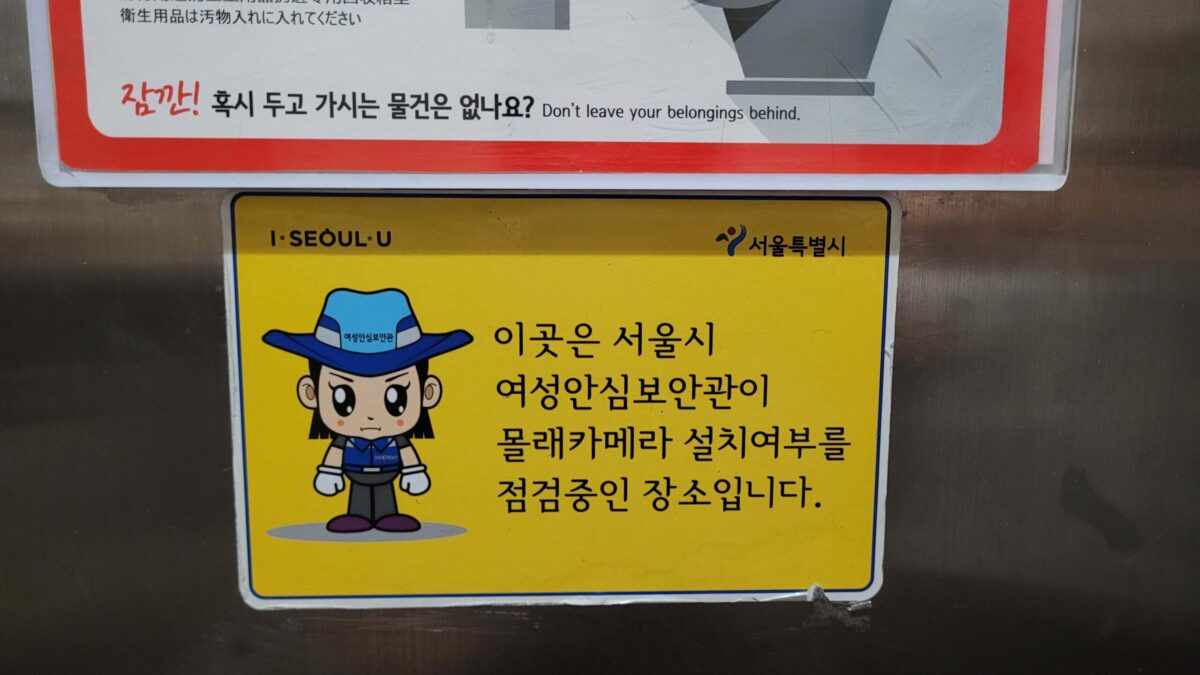 衛生用品は汚物入れに入れてください
잠깐! 혹시 두고 가시는 물건은 없나요? Don't leave your belongings behind.
I·SEOUL·U
서울특별시
여성안심보안관
이곳은 서울시
여성안심보안관이
몰래카메라 설치여부를
점검중인 장소입니다.